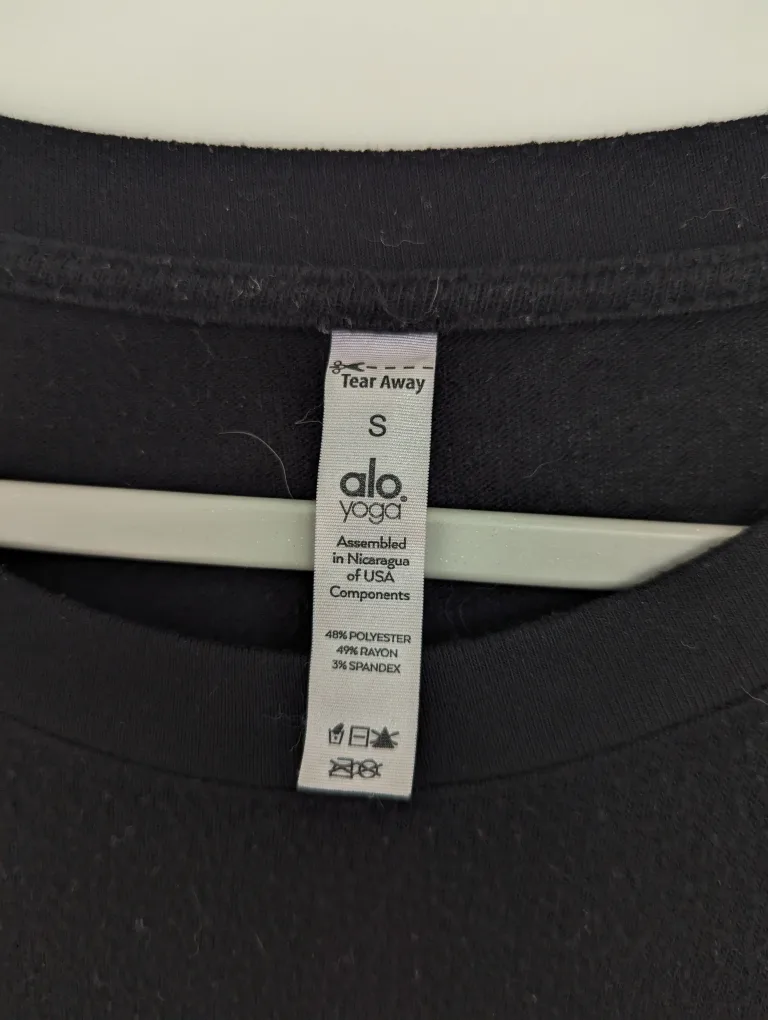 Tear Away
S
alo
yoga
Assembled
in Nicaragua
of USA
Components
48% POLYESTER
49% RAYON
3% SPANDEX